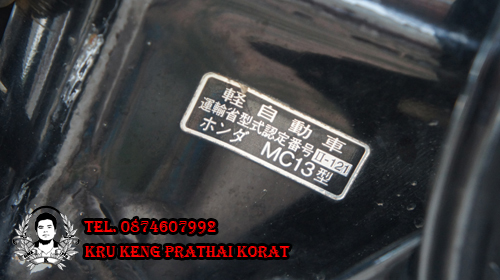 軽自動車
運輸省型式認定番号 II-121
ホンダ MC13型
TEL. 0874607992
KRU KENG PRATHAI KORAT